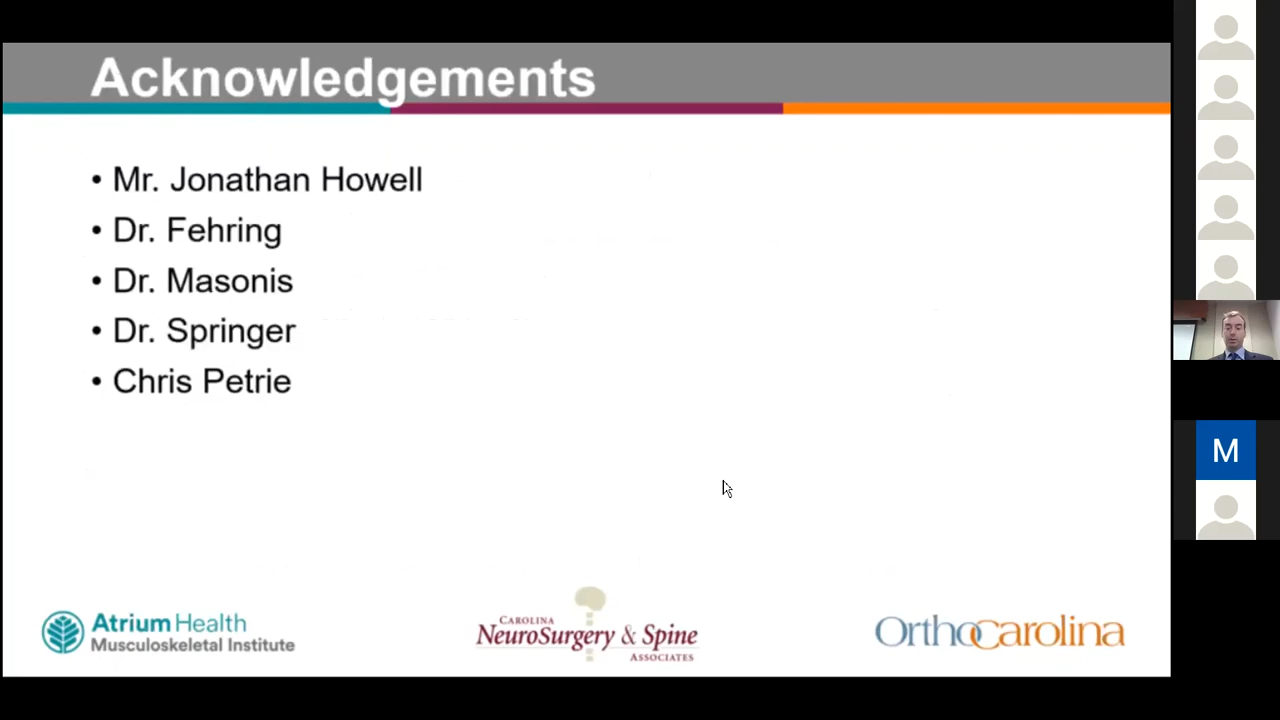 Acknowledgements
• Mr. Jonathan Howell
• Dr. Fehring
• Dr. Masonis
• Dr. Springer
• Chris Petrie
M
Atrium Health
Musculoskeletal Institute
CAROLINA
NEUROSURGERY & SPINE
ASSOCIATES
OrthoCarolina